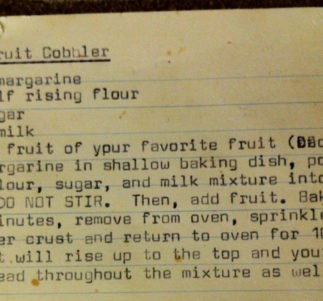 ruit Cobbler
margarine
lf rising flour
gar
milk
fruit of ypur favorite fruit (
rgarine in shallow baking dish, po
lour, sugar, and milk mixture into
DO NOT STIR. Then, add fruit. Bak
inutes, remove from oven, sprinkle
er crust and return to oven for 10
t will rise up to the top and you
ead throughout the mixture as wel